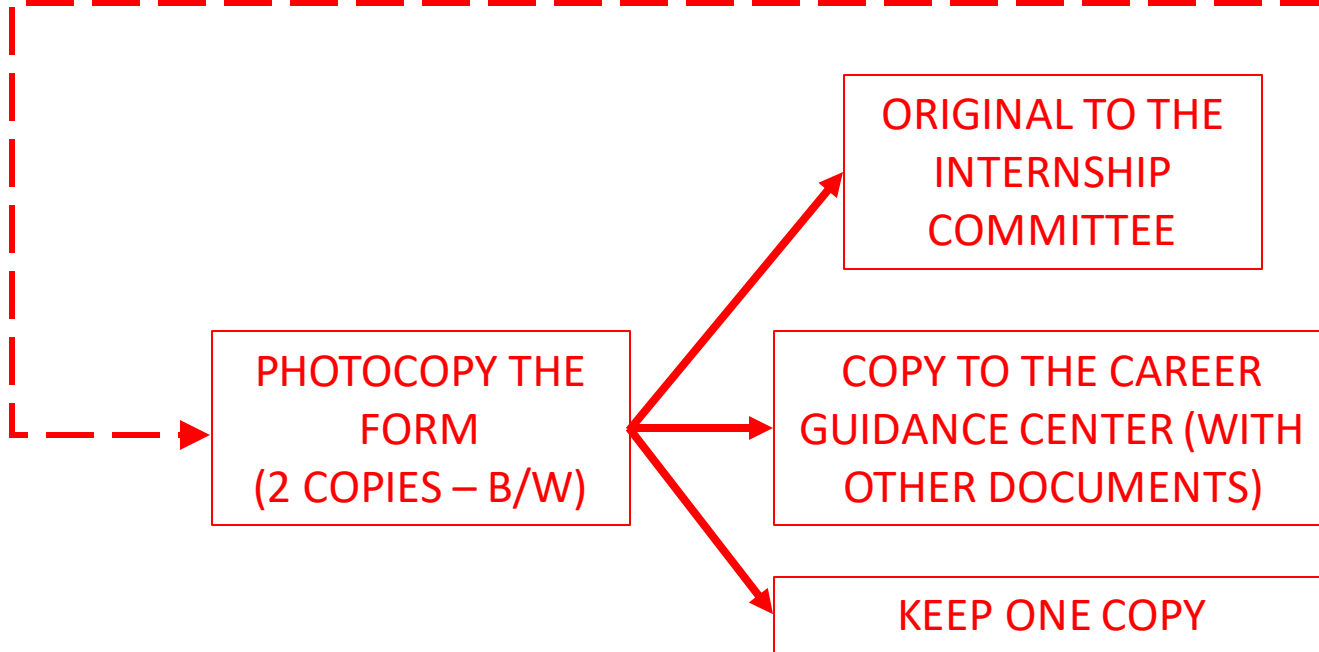 ORIGINAL TO THE
INTERNSHIP
COMMITTEE
PHOTOCOPY THE
FORM
(2 COPIES – B/W)
COPY TO THE CAREER
GUIDANCE CENTER (WITH
OTHER DOCUMENTS)
KEEP ONE COPY